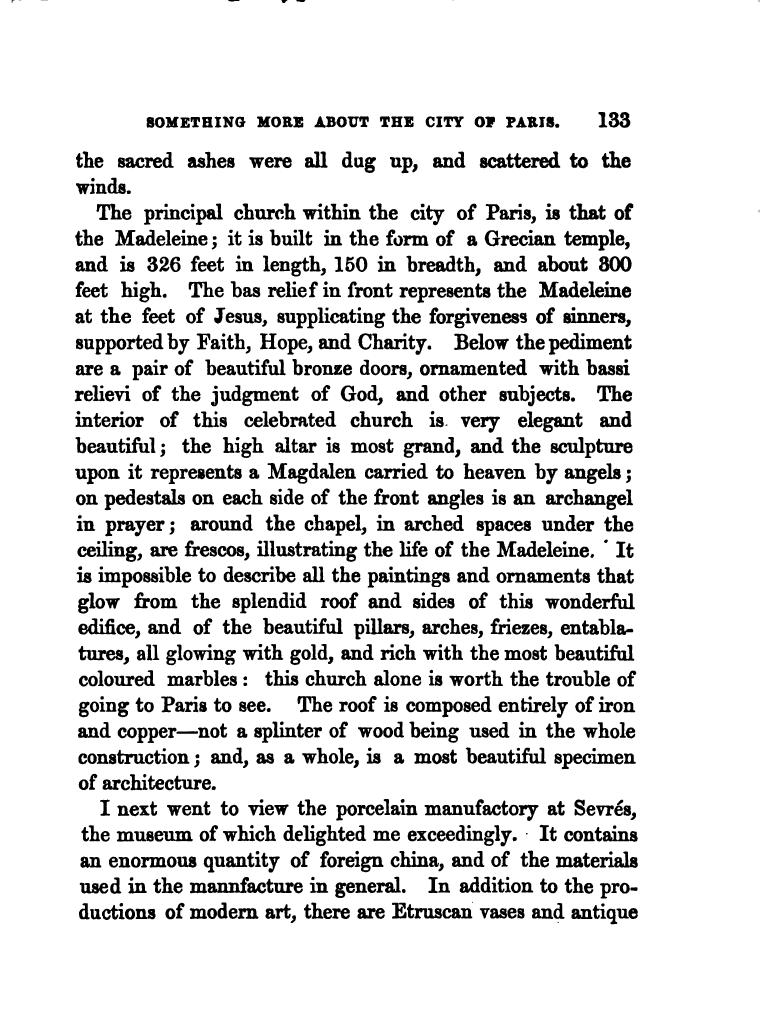 SOMETHING MORE ABOUT THE CITY OF PARIS. 133
the sacred ashes were all dug up, and scattered to the
winds.
The principal church within the city of Paris, is that of
the Madeleine; it is built in the form of a Grecian temple,
and is 326 feet in length, 150 in breadth, and about 300
feet high. The bas relief in front represents the Madeleine
at the feet of Jesus, supplicating the forgiveness of sinners,
supported by Faith, Hope, and Charity. Below the pediment
are a pair of beautiful bronze doors, ornamented with bassi
relievi of the judgment of God, and other subjects. The
interior of this celebrated church is very elegant and
beautiful; the high altar is most grand, and the sculpture
upon it represents a Magdalen carried to heaven by angels;
on pedestals on each side of the front angles is an archangel
in prayer; around the chapel, in arched spaces under the
ceiling, are frescos, illustrating the life of the Madeleine. It
is impossible to describe all the paintings and ornaments that
glow from the splendid roof and sides of this wonderful
edifice, and of the beautiful pillars, arches, friezes, entabla-
tures, all glowing with gold, and rich with the most beautiful
coloured marbles: this church alone is worth the trouble of
going to Paris to see. The roof is composed entirely of iron
and copper—not a splinter of wood being used in the whole
construction; and, as a whole, is a most beautiful specimen
of architecture.
I next went to view the porcelain manufactory at Sevrés,
the museum of which delighted me exceedingly. It contains
an enormous quantity of foreign china, and of the materials
used in the mannfacture in general. In addition to the pro-
ductions of modern art, there are Etruscan vases and antique